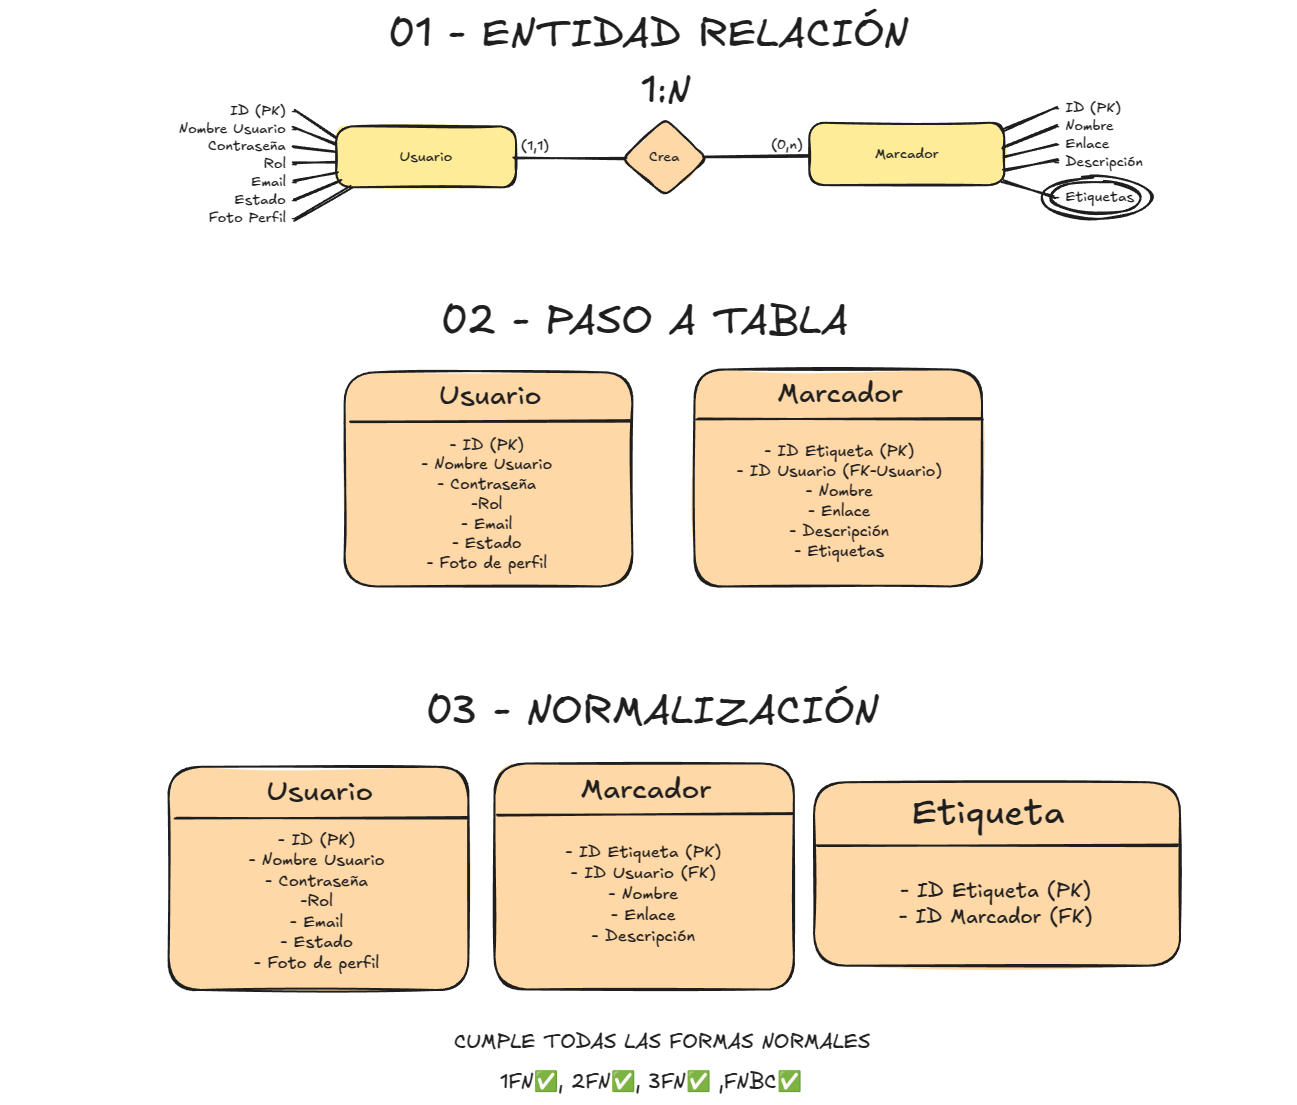 01 - ENTIDAD RELACIÓN
1:N
ID (PK)
Nombre Usuario
Contraseña
Rol
Email
Estado
Foto Perfil
Usuario
(1,1)
Crea
(0,n)
Marcador
ID (PK)
Nombre
Enlace
Descripción
Etiquetas
02 - PASO A TABLA
Usuario
- ID (PK)
- Nombre Usuario
- Contraseña
-Rol
- Email
- Estado
- Foto de perfil
Marcador
- ID Etiqueta (PK)
- ID Usuario (FK-Usuario)
- Nombre
- Enlace
- Descripción
- Etiquetas
03 - NORMALIZACIÓN
Usuario
- ID (PK)
- Nombre Usuario
- Contraseña
-Rol
- Email
- Estado
- Foto de perfil
Marcador
- ID Etiqueta (PK)
- ID Usuario (FK)
- Nombre
- Enlace
- Descripción
Etiqueta
- ID Etiqueta (PK)
- ID Marcador (FK)
CUMPLE TODAS LAS FORMAS NORMALES
1FN✅, 2FN✅, 3FN✅ ,FNBC✅